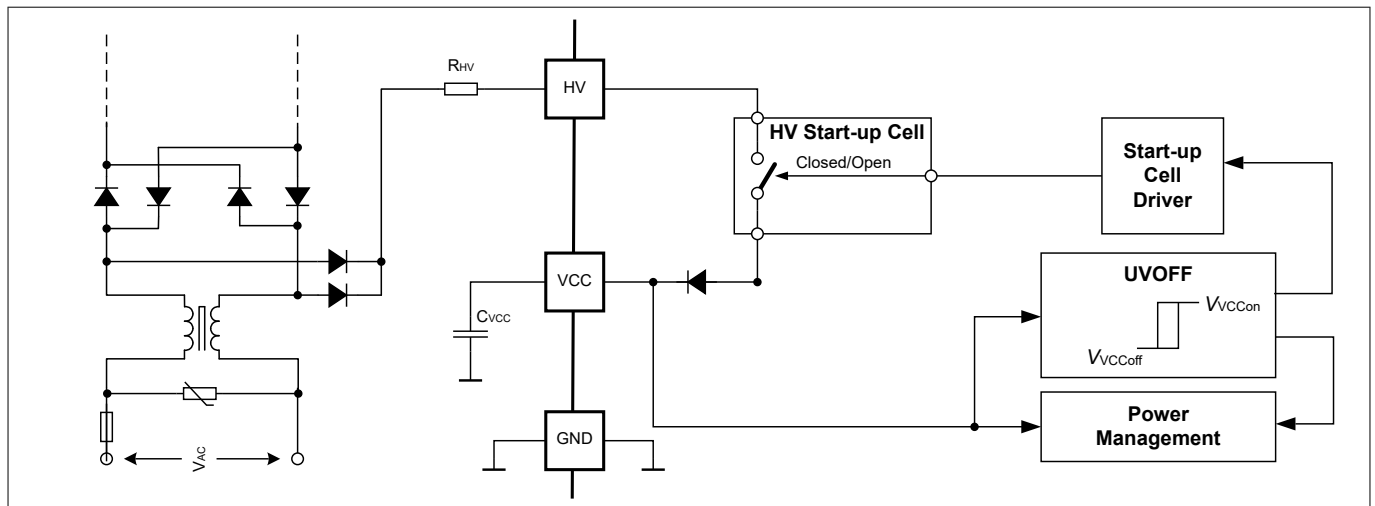 RHV
HV
HV Start-up Cell
Closed/Open
Start-up
Cell
Driver
VCC
CVCC
UVOFF
VVCCon
VVCCoff
Power
Management
GND
VAC